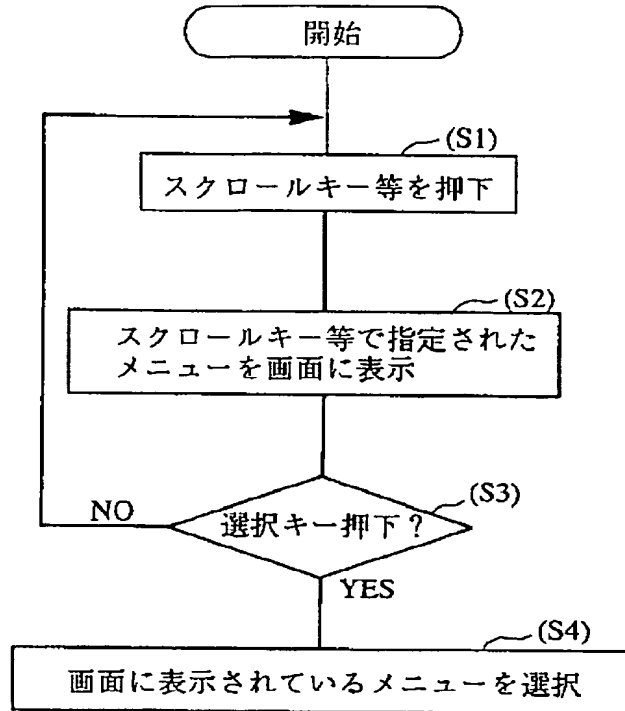 開始
(S1)
スクロールキー等を押下
(S2)
スクロールキー等で指定された
メニューを画面に表示
(S3)
選択キー押下？
NO
YES
(S4)
画面に表示されているメニューを選択